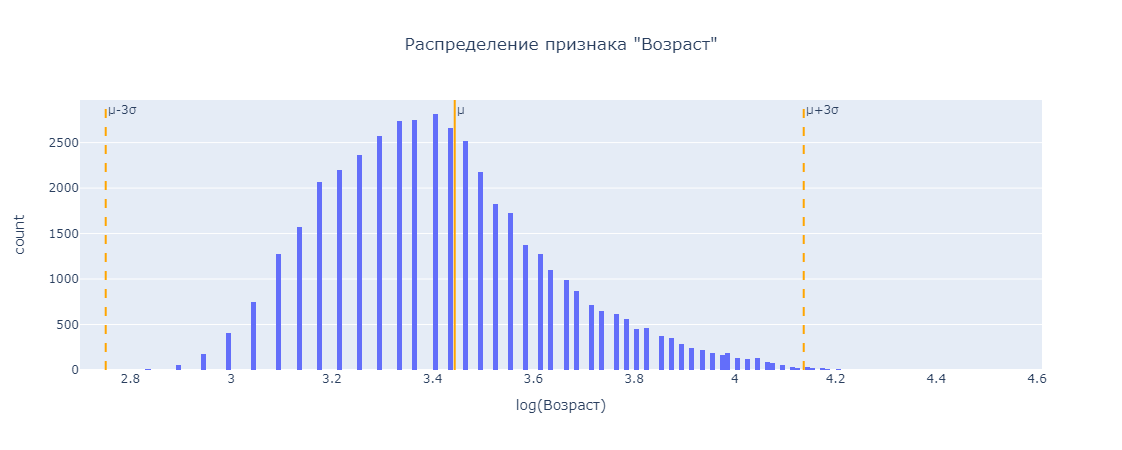 Распределение признака "Возраст"
μ-3σ
μ
μ+3σ
2500
2000
1500
1000
500
0
count
2.8 3 3.2 3.4 3.6 3.8 4 4.2 4.4 4.6
log(Возраст)